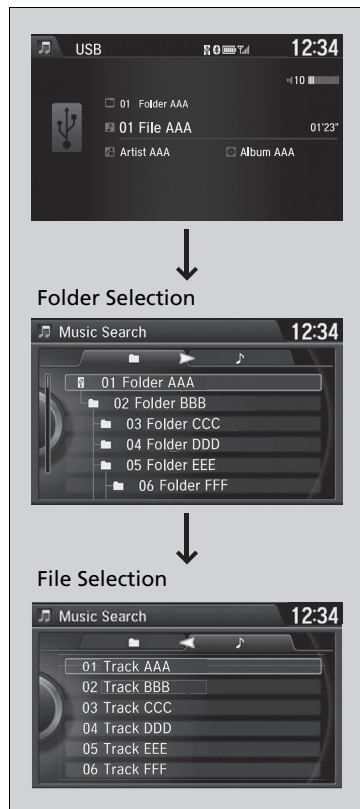 USB 12:34
10
01 Folder AAA
01 File AAA 01'23"
Artist AAA Album AAA
Folder Selection
Music Search 12:34
01 Folder AAA
02 Folder BBB
03 Folder CCC
04 Folder DDD
05 Folder EEE
06 Folder FFF
File Selection
Music Search 12:34
01 Track AAA
02 Track BBB
03 Track CCC
04 Track DDD
05 Track EEE
06 Track FFF